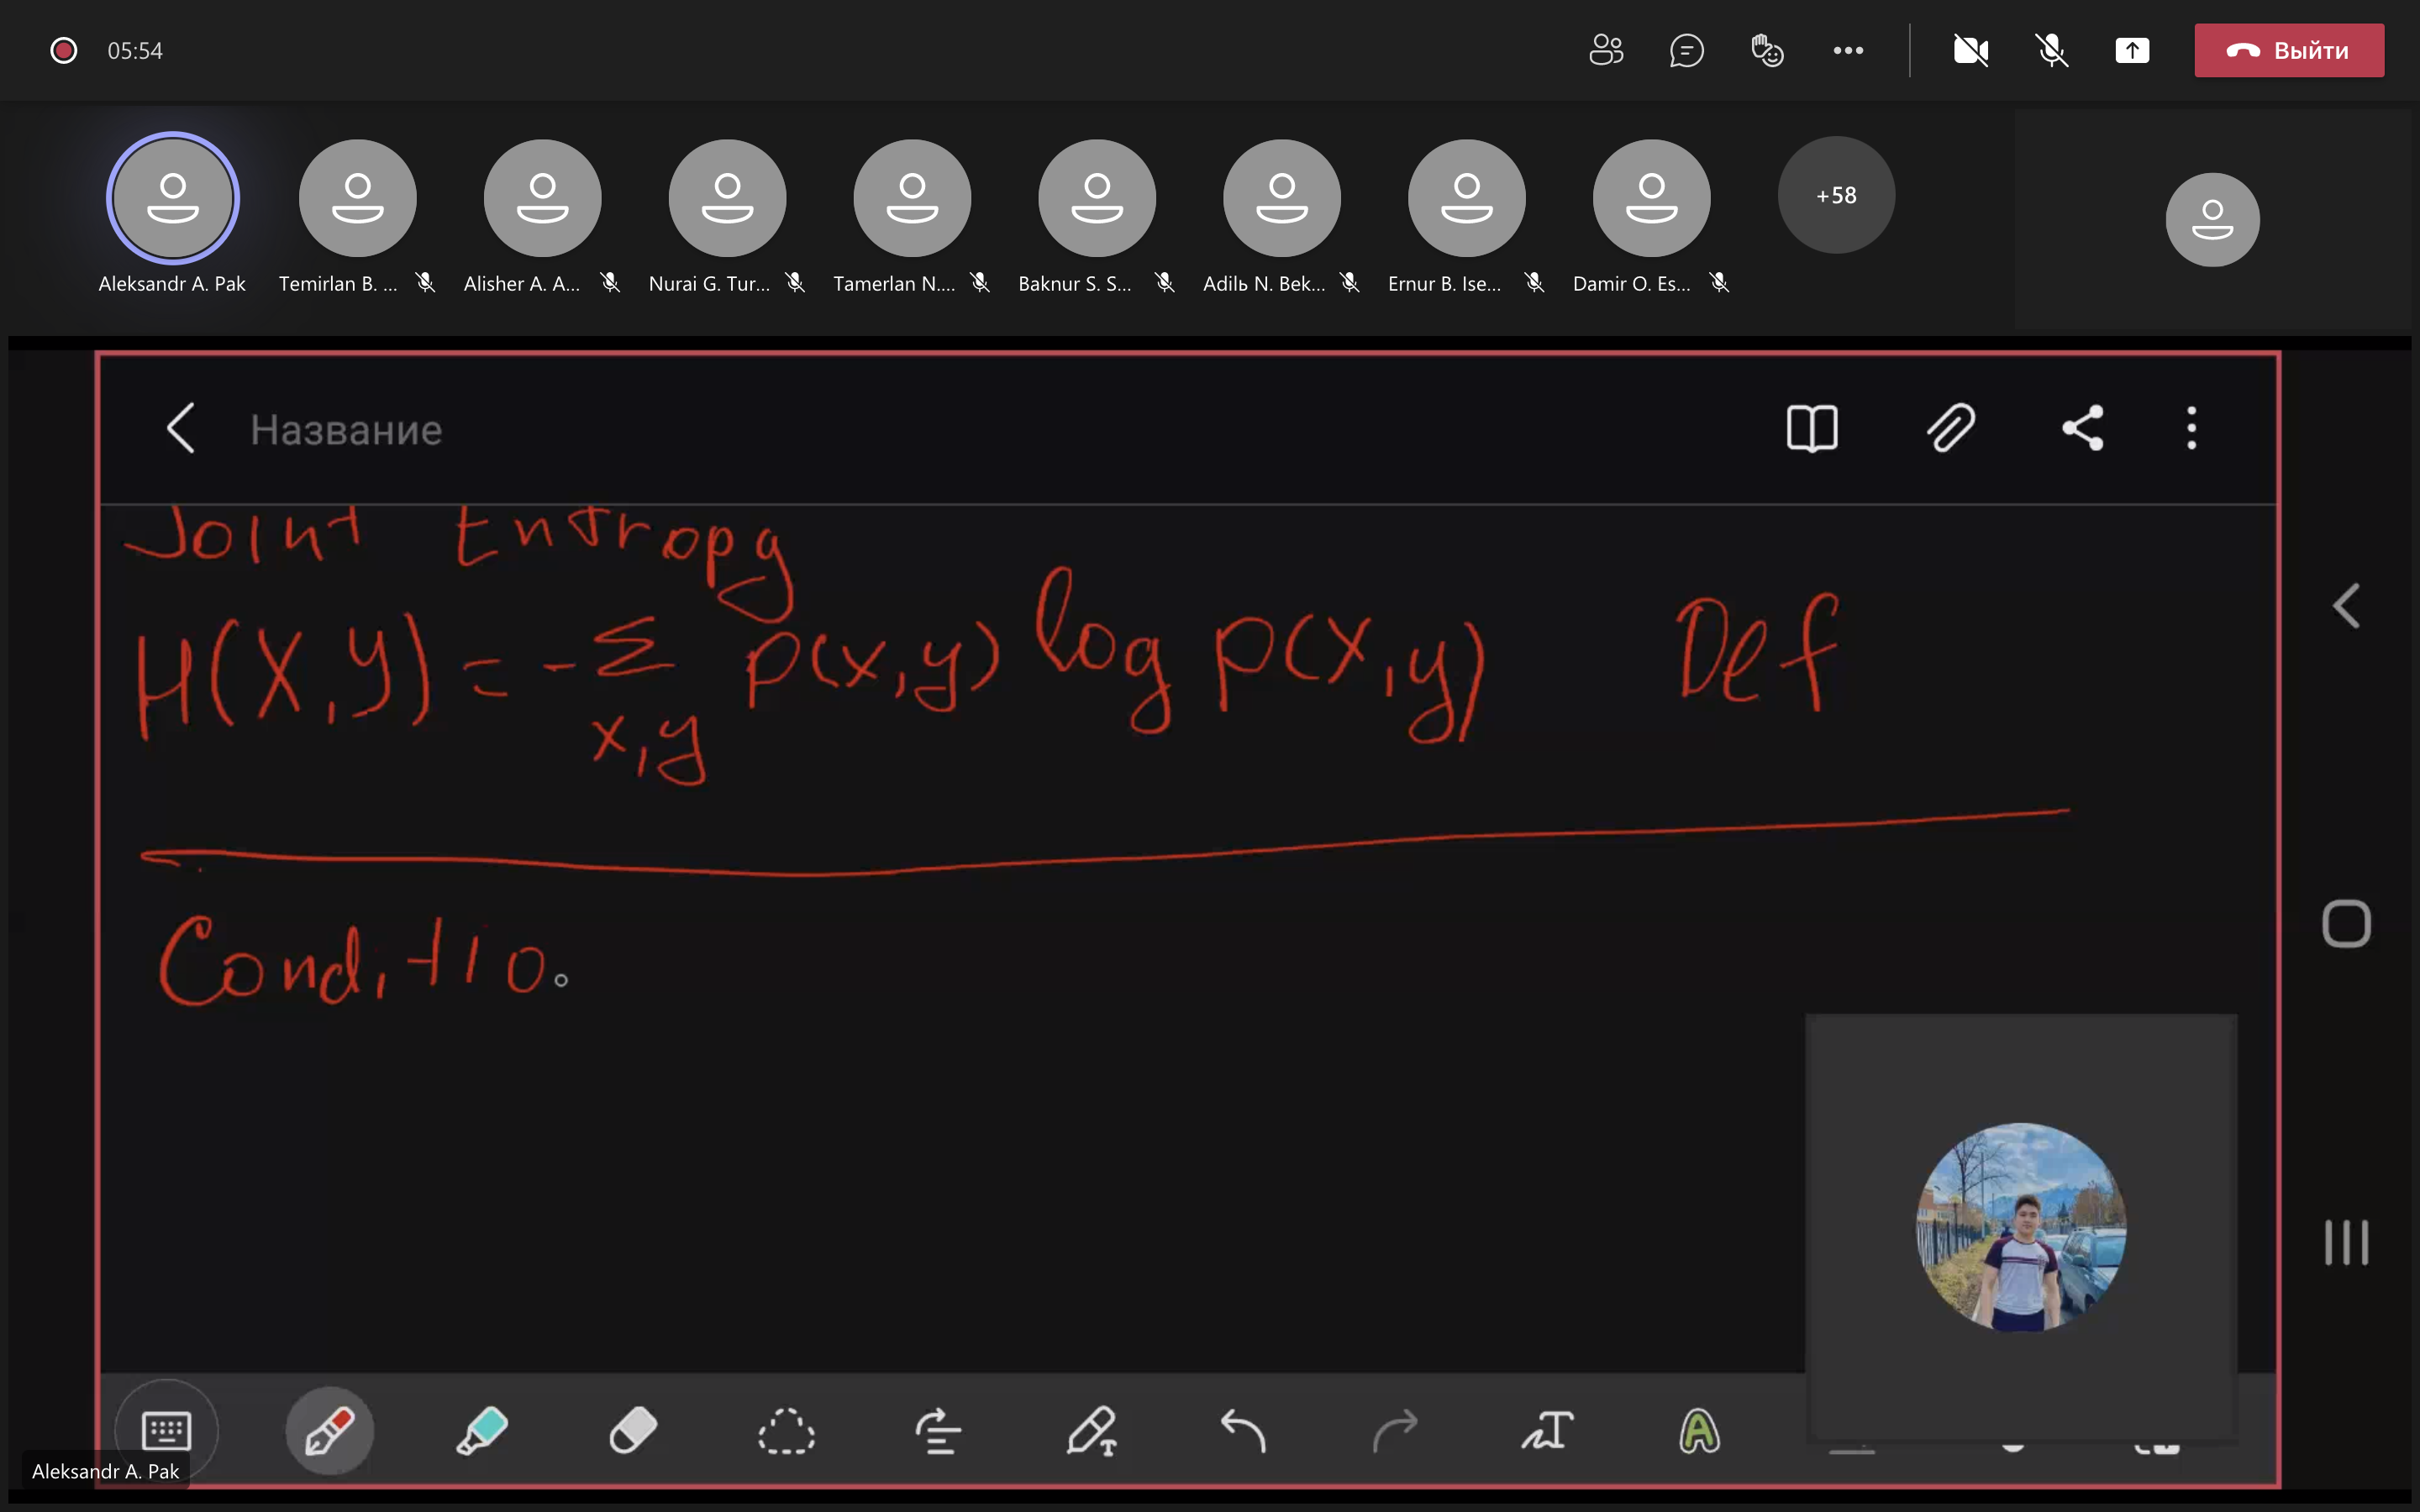 05:54
Выйти
+58
Aleksandr A. Pak
Temirlan B. ...
Alisher A. A...
Nurai G. Tur...
Tamerlan N....
Baknur S. S...
Adilь N. Bek...
Ernur B. Ise...
Damir O. Es...
Название
Joint Entropy
H(X,Y) = - Σ p(x,y) log p(x,y) Def
x,y
Conditio
Aleksandr A. Pak